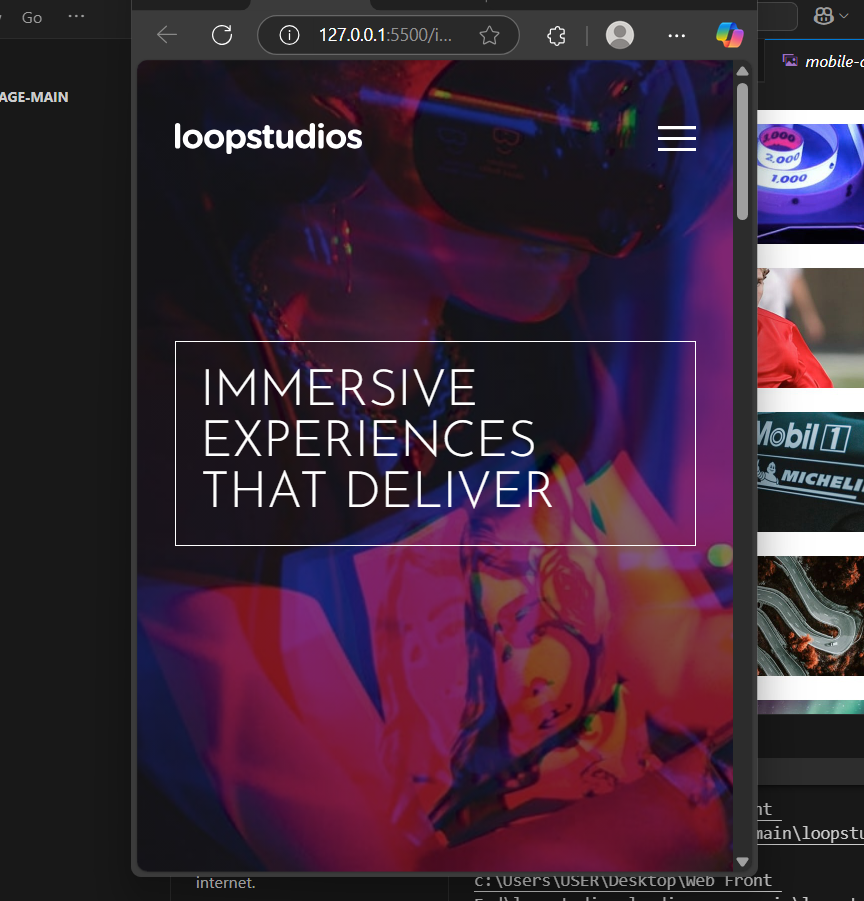 Go
127.0.0.1:5500/i...
AGE-MAIN
mobile-
loopstudios
1,000
2,000
1,000
IMMERSIVE
EXPERIENCES
THAT DELIVER
Mobil 1
MICHELI
nt
main\loopstu
internet.
c:\Users\USER\Desktop\Web Front